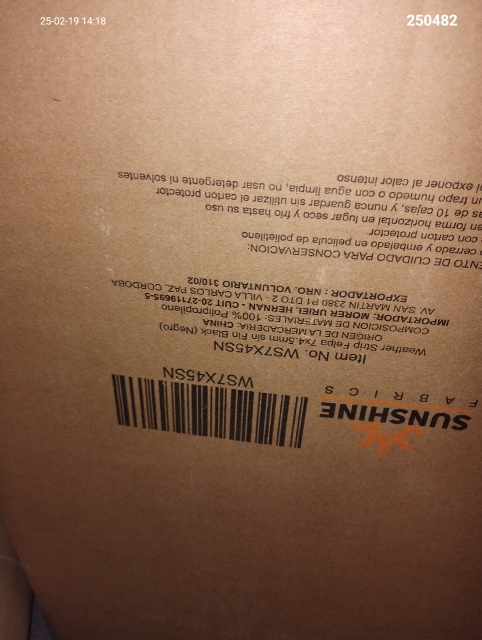 25-02-19 14:18
250482
SUNSHINE
FABRICS
WS7X45SN
Item No. WS7X45SN
Weather Strip Felpa 7x4.5mm Fin Sin Black (Negro)
ORIGEN DE LA MERCADERIA: CHINA
COMPOSICION DE MATERIALES: 100% Polipropileno
IMPORTADOR: MORER URIEL HERNAN - CUIT: 20-27119695-5
AV. SAN MARTIN 2380 P1 DTO 2 - VILLA CARLOS PAZ, CORDOBA
EXPORTADOR : NRO. VOLUNTARIO 310/02
ENTO DE CUIDADO PARA CONSERVACION:
cerrado y embalado en pelicula de polietileno
con carton protector
an forma horizontal en lugar seco y frio y hasta su uso
as de 10 cajas, y nunca guardar sin utilizar el carton protector
un trapo humedo o con agua limpia, no usar detergente ni solventes
ni exponer al calor intenso